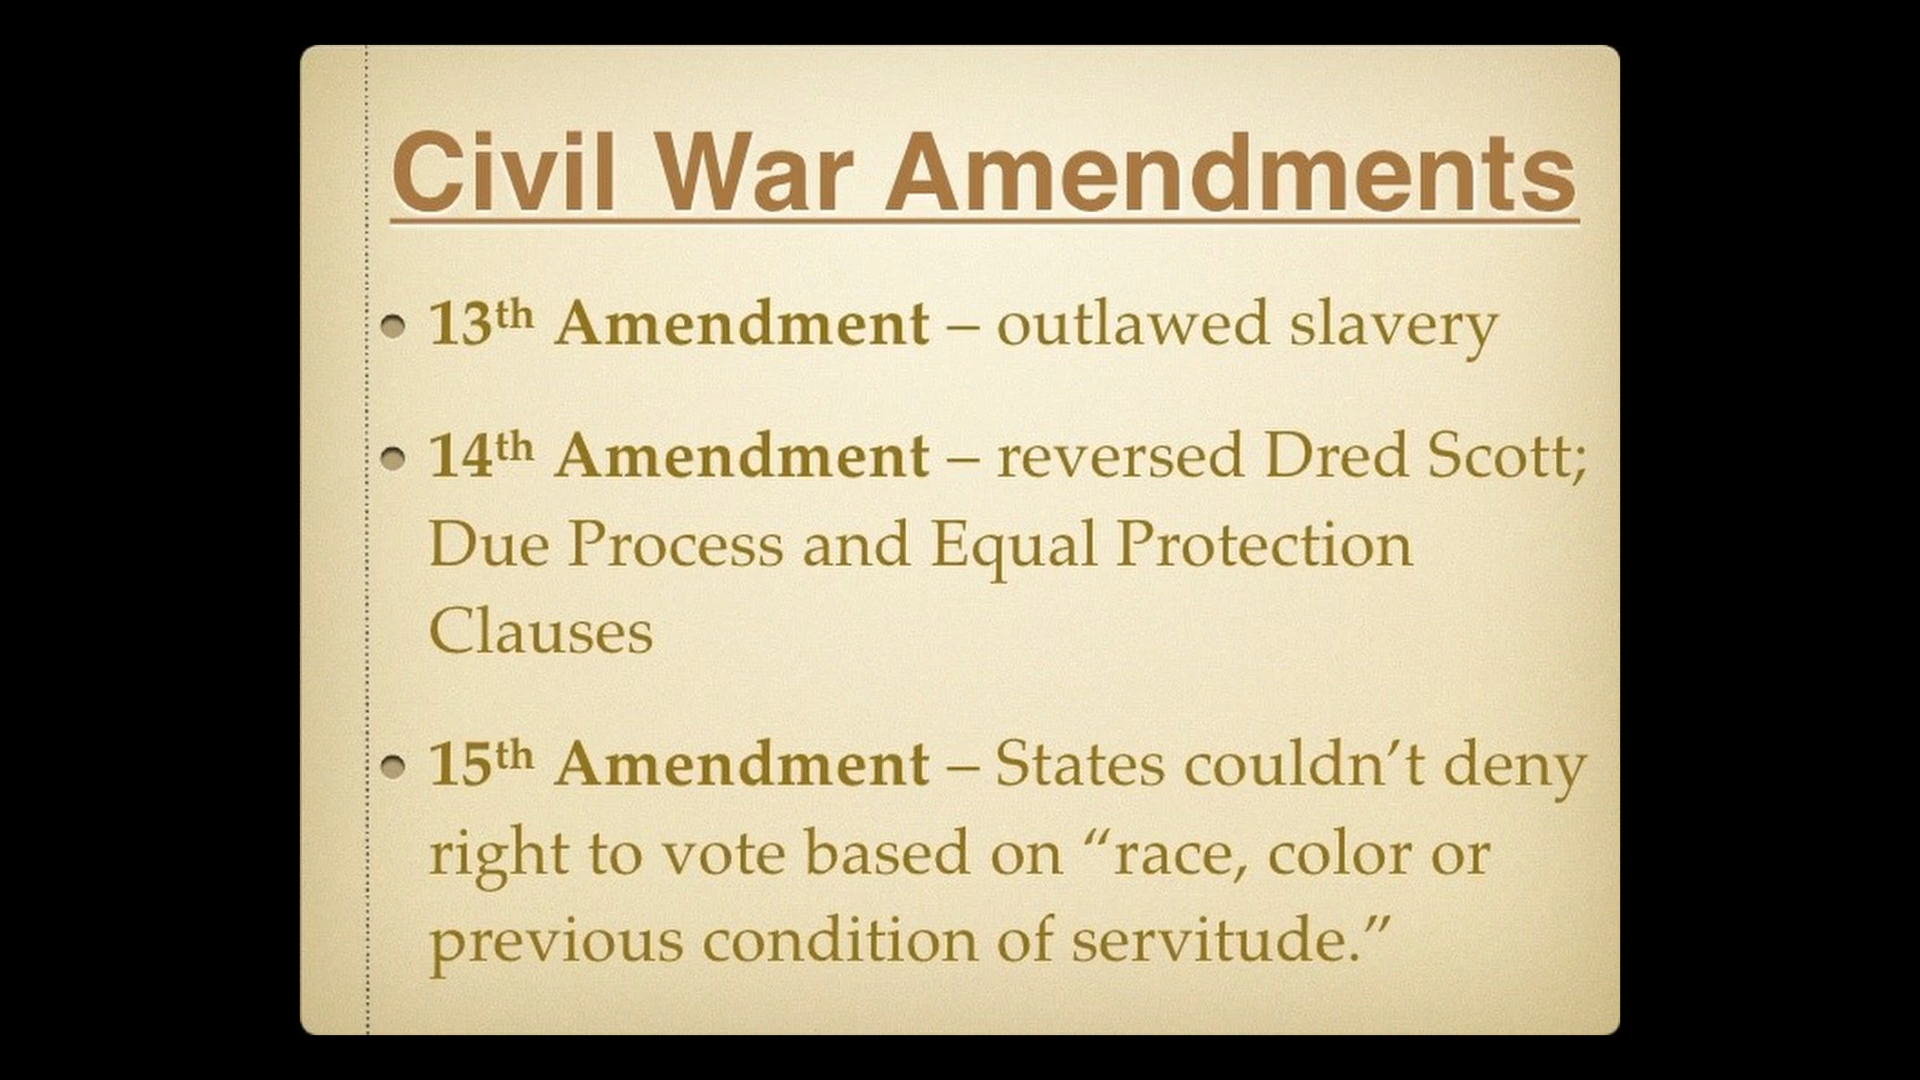 Civil War Amendments
• 13th Amendment – outlawed slavery
• 14th Amendment – reversed Dred Scott;
Due Process and Equal Protection
Clauses
• 15th Amendment – States couldn’t deny
right to vote based on “race, color or
previous condition of servitude.”